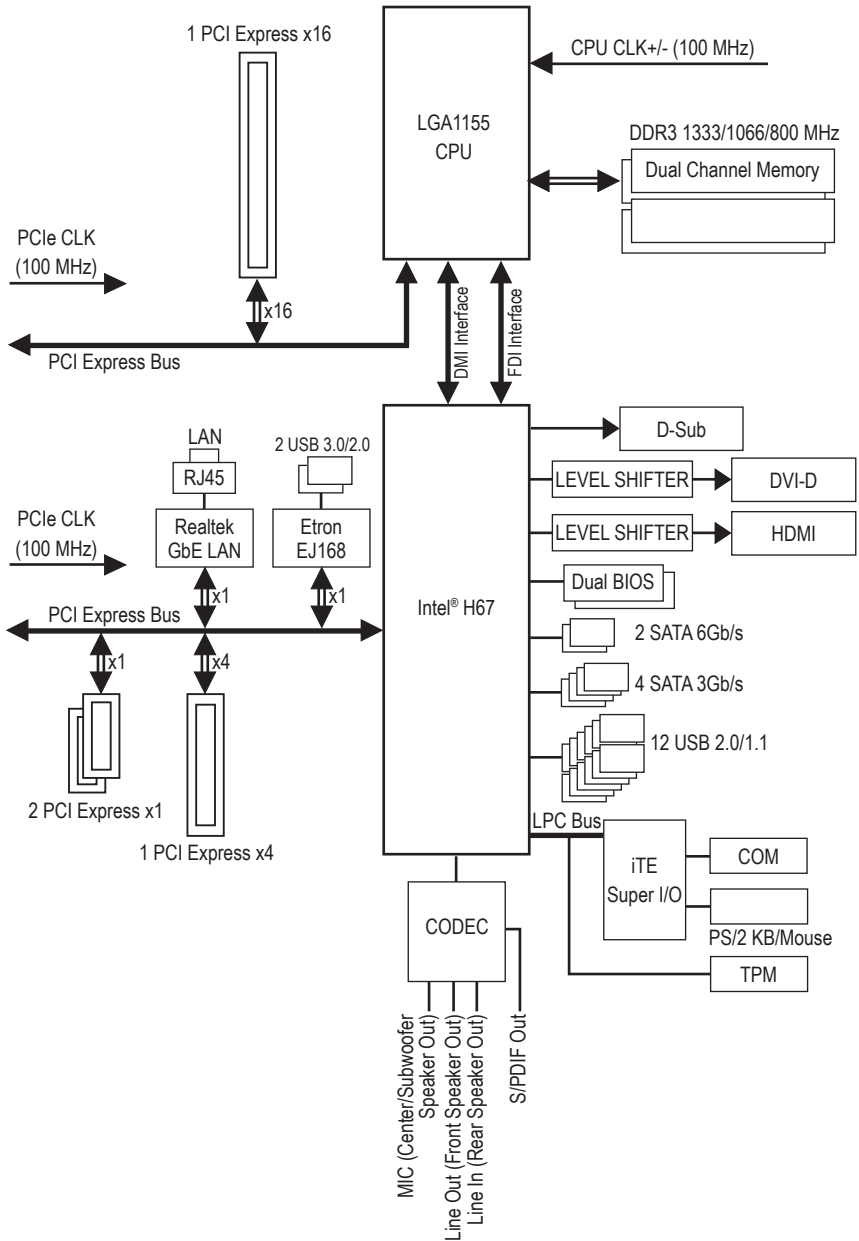 1 PCI Express x16
CPU CLK+/- (100 MHz)
LGA1155
CPU
DDR3 1333/1066/800 MHz
Dual Channel Memory
PCIe CLK
(100 MHz)
x16
PCI Express Bus
DMI Interface
FDI Interface
LAN
RJ45
2 USB 3.0/2.0
D-Sub
LEVEL SHIFTER
DVI-D
PCIe CLK
(100 MHz)
Realtek
GbE LAN
Etron
EJ168
LEVEL SHIFTER
HDMI
Dual BIOS
x1
x1
Intel® H67
PCI Express Bus
2 SATA 6Gb/s
x1
x4
4 SATA 3Gb/s
12 USB 2.0/1.1
2 PCI Express x1
1 PCI Express x4
LPC Bus
iTE
Super I/O
COM
PS/2 KB/Mouse
TPM
CODEC
MIC (Center/Subwoofer
Speaker Out)
Line Out (Front Speaker Out)
Line In (Rear Speaker Out)
S/PDIF Out